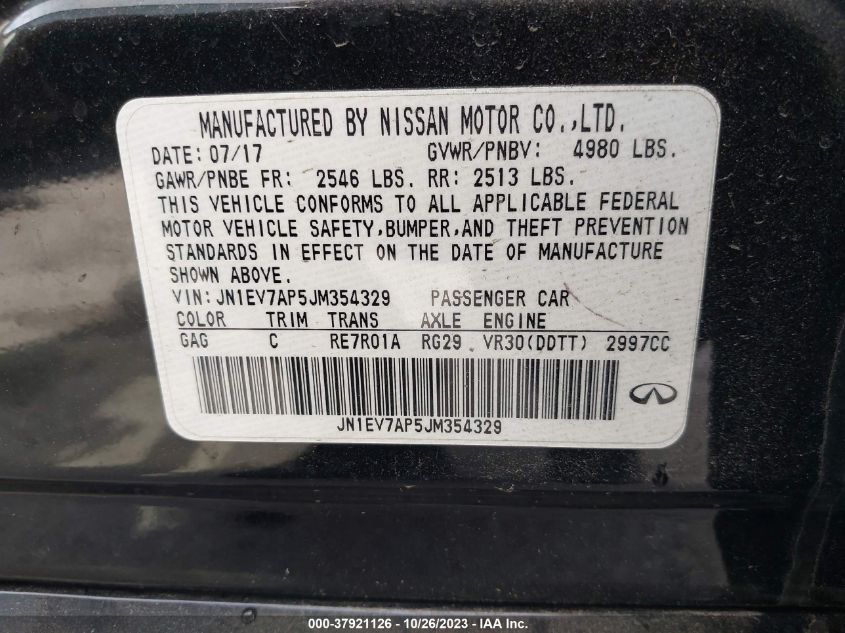 MANUFACTURED BY NISSAN MOTOR CO.,LTD.
DATE: 07/17 GVWR/PNBV: 4980 LBS.
GAWR/PNBE FR: 2546 LBS. RR: 2513 LBS.
THIS VEHICLE CONFORMS TO ALL APPLICABLE FEDERAL
MOTOR VEHICLE SAFETY,BUMPER,AND THEFT PREVENTION
STANDARDS IN EFFECT ON THE DATE OF MANUFACTURE
SHOWN ABOVE.
VIN:JN1EV7AP5JM354329 PASSENGER CAR
COLOR TRIM TRANS AXLE ENGINE
GAG C RE7R01A RG29 VR30(DDTT) 2997CC
JN1EV7AP5JM354329
000-37921126 - 10/26/2023 - IAA Inc.